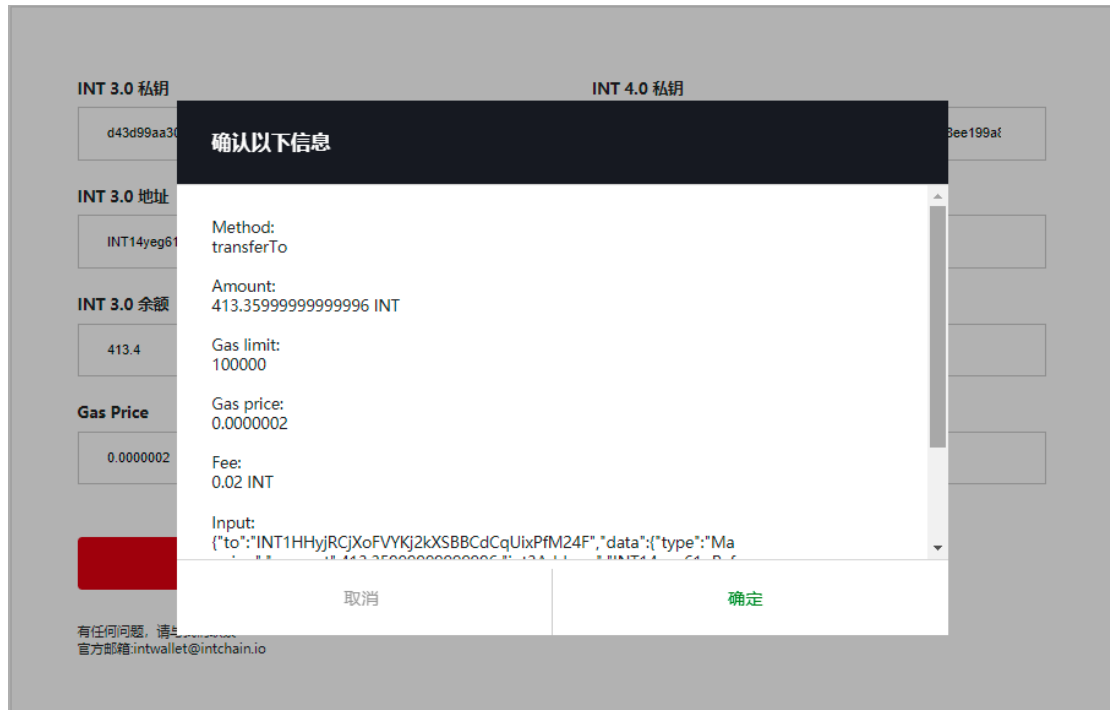 INT 3.0 私钥
INT 4.0 私钥
d43d99aa30
确认以下信息
INT 3.0 地址
INT14yeg61
Method:
transferTo
Amount:
413.35999999999996 INT
INT 3.0 余额
413.4
Gas limit:
100000
Gas price:
0.0000002
Gas Price
0.0000002
Fee:
0.02 INT
Input:
{"to":"INT1HHyjRCjXoFVYKj2kXSBBCdCqUixPfM24F","data":{"type":"Ma
取消
确定
有任何问题，请与
官方邮箱:intwallet@intchain.io